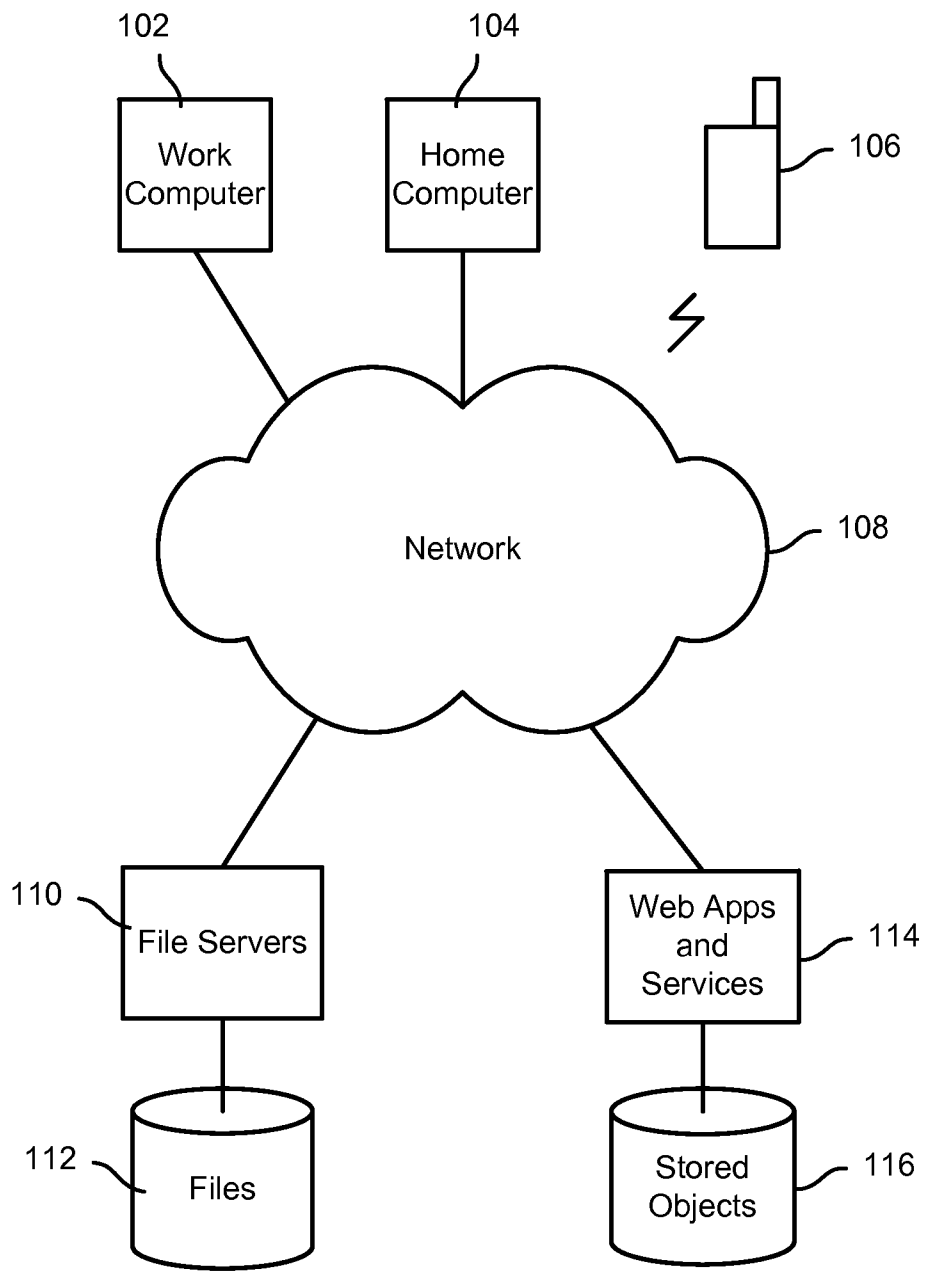 102
104
Work
Computer
Home
Computer
106
Network
108
110
File Servers
Web Apps
and
Services
114
112
Files
Stored
Objects
116